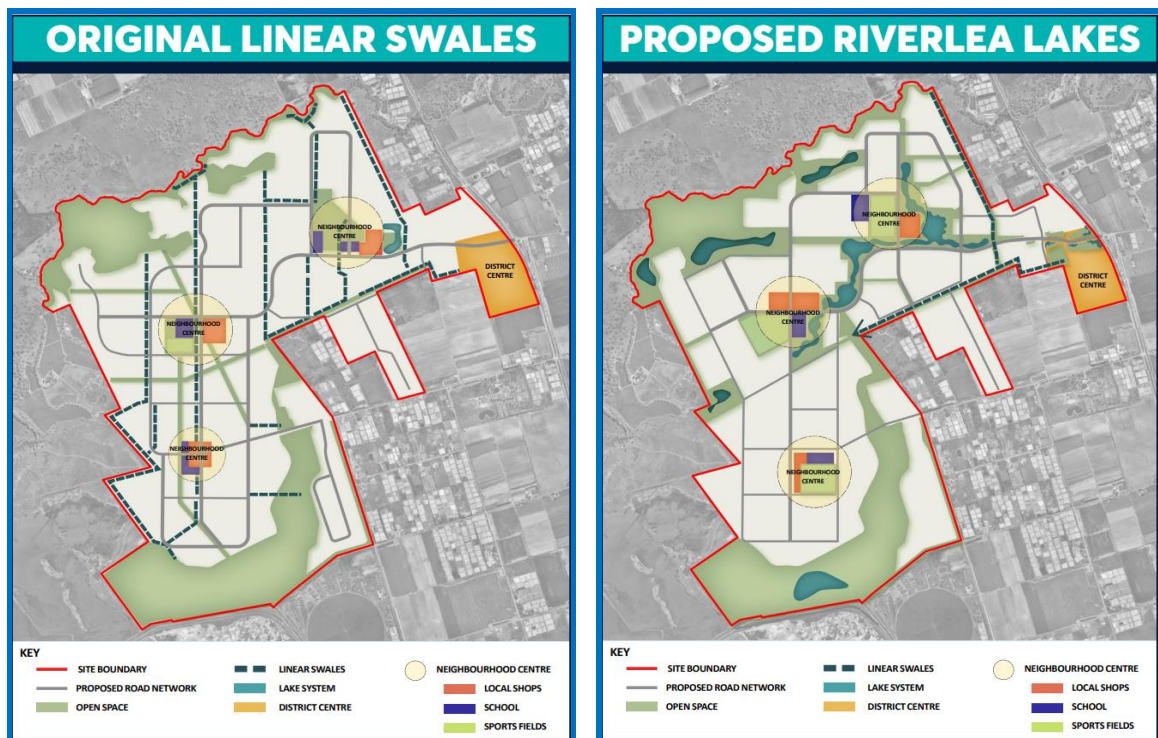 ORIGINAL LINEAR SWALES
NEIGHBOURHOOD
CENTRE
DISTRICT
CENTRE
NEIGHBOURHOOD
CENTRE
NEIGHBOURHOOD
CENTRE
KEY
SITE BOUNDARY
LINEAR SWALES
NEIGHBOURHOOD CENTRE
PROPOSED ROAD NETWORK
LAKE SYSTEM
LOCAL SHOPS
OPEN SPACE
DISTRICT CENTRE
SCHOOL
SPORTS FIELDS
PROPOSED RIVERLEA LAKES
NEIGHBOURHOOD
CENTRE
DISTRICT
CENTRE
NEIGHBOURHOOD
CENTRE
NEIGHBOURHOOD
CENTRE
KEY
SITE BOUNDARY
LINEAR SWALES
NEIGHBOURHOOD CENTRE
PROPOSED ROAD NETWORK
LAKE SYSTEM
LOCAL SHOPS
OPEN SPACE
DISTRICT CENTRE
SCHOOL
SPORTS FIELDS